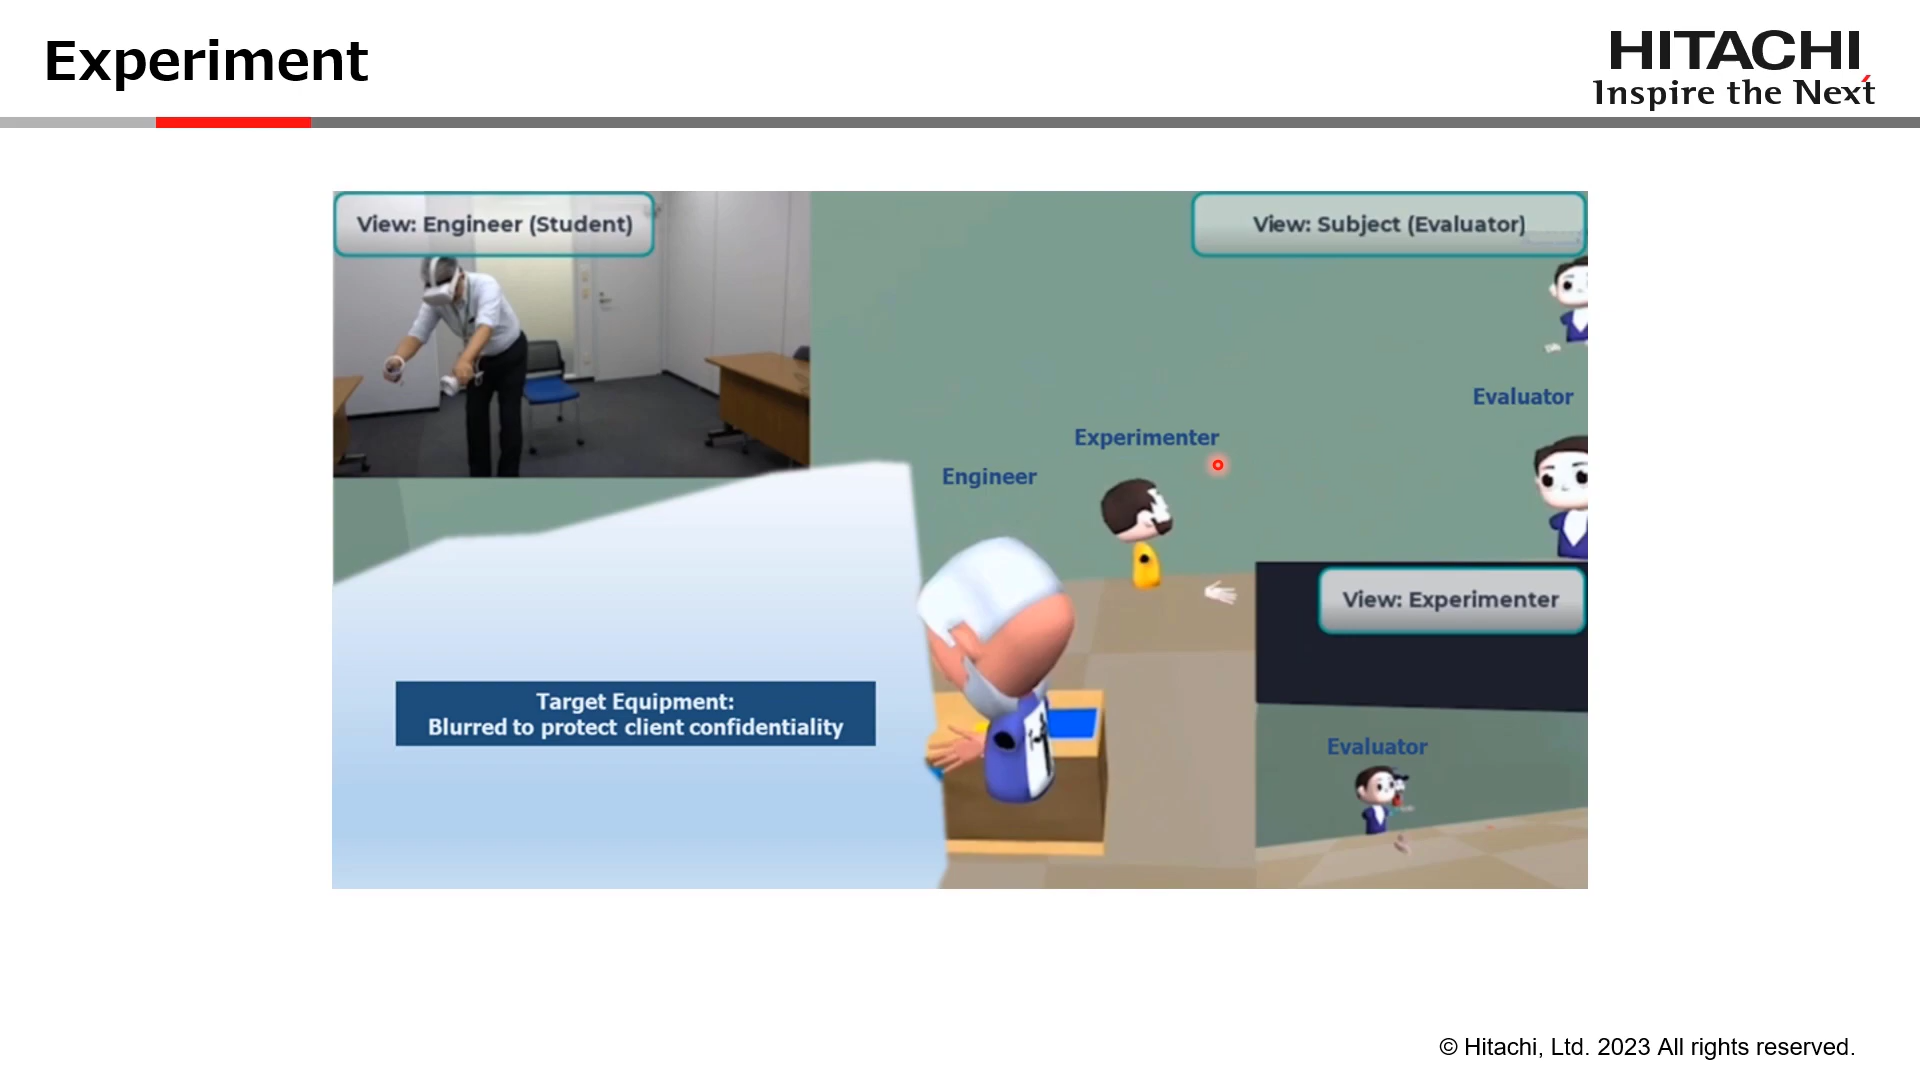 Experiment
HITACHI
Inspire the Next
View: Engineer (Student)
View: Subject (Evaluator)
Evaluator
Experimenter
Engineer
View: Experimenter
Target Equipment:
Blurred to protect client confidentiality
Evaluator
© Hitachi, Ltd. 2023 All rights reserved.